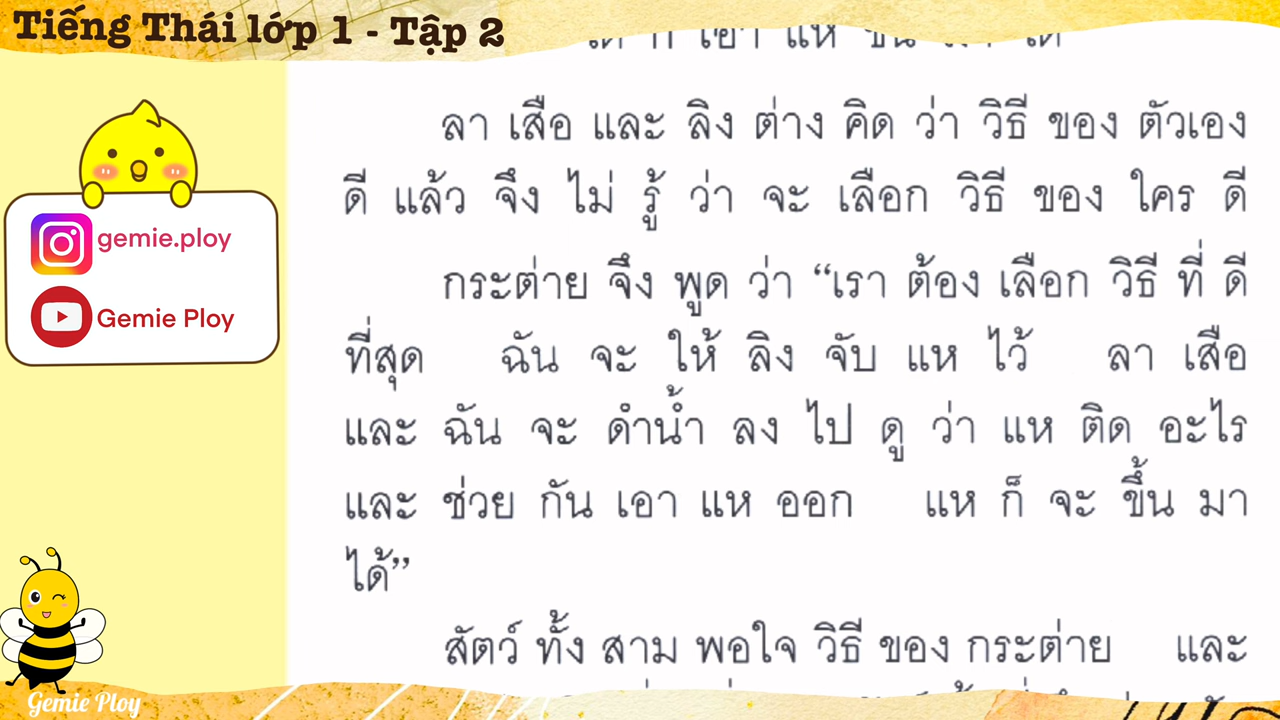 Tiếng Thái lớp 1 - Tập 2
gemie.ploy
Gemie Ploy
ลา เสือ และ ลิง ต่าง คิด ว่า วิธี ของ ตัวเอง
ดี แล้ว จึง ไม่ รู้ ว่า จะ เลือก วิธี ของ ใคร ดี
กระต่าย จึง พูด ว่า “เรา ต้อง เลือก วิธี ที่ ดี
ที่สุด ฉัน จะ ให้ ลิง จับ แห ไว้ ลา เสือ
และ ฉัน จะ ดำน้ำ ลง ไป ดู ว่า แห ติด อะไร
และ ช่วย กัน เอา แห ออก แห ก็ จะ ขึ้น มา
ได้”
สัตว์ ทั้ง สาม พอใจ วิธี ของ กระต่าย และ
Gemie Ploy